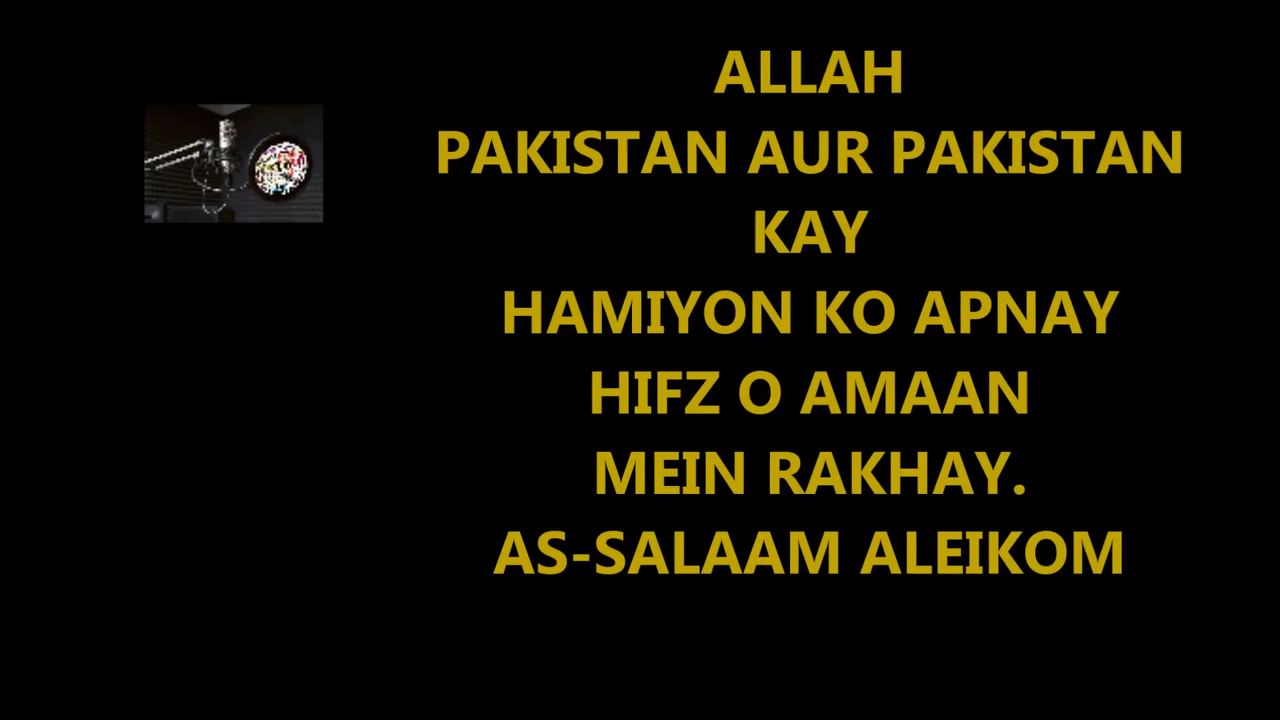 ALLAH
PAKISTAN AUR PAKISTAN
KAY
HAMIYON KO APNAY
HIFZ O AMAAN
MEIN RAKHAY.
AS-SALAAM ALEIKOM